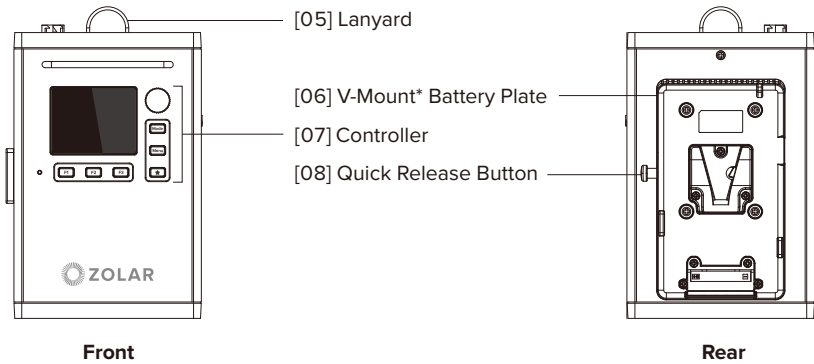 [05] Lanyard
[06] V-Mount* Battery Plate
[07] Controller
[08] Quick Release Button
Mode
Menu
F1 F2 F3
ZOLAR
Front
Rear